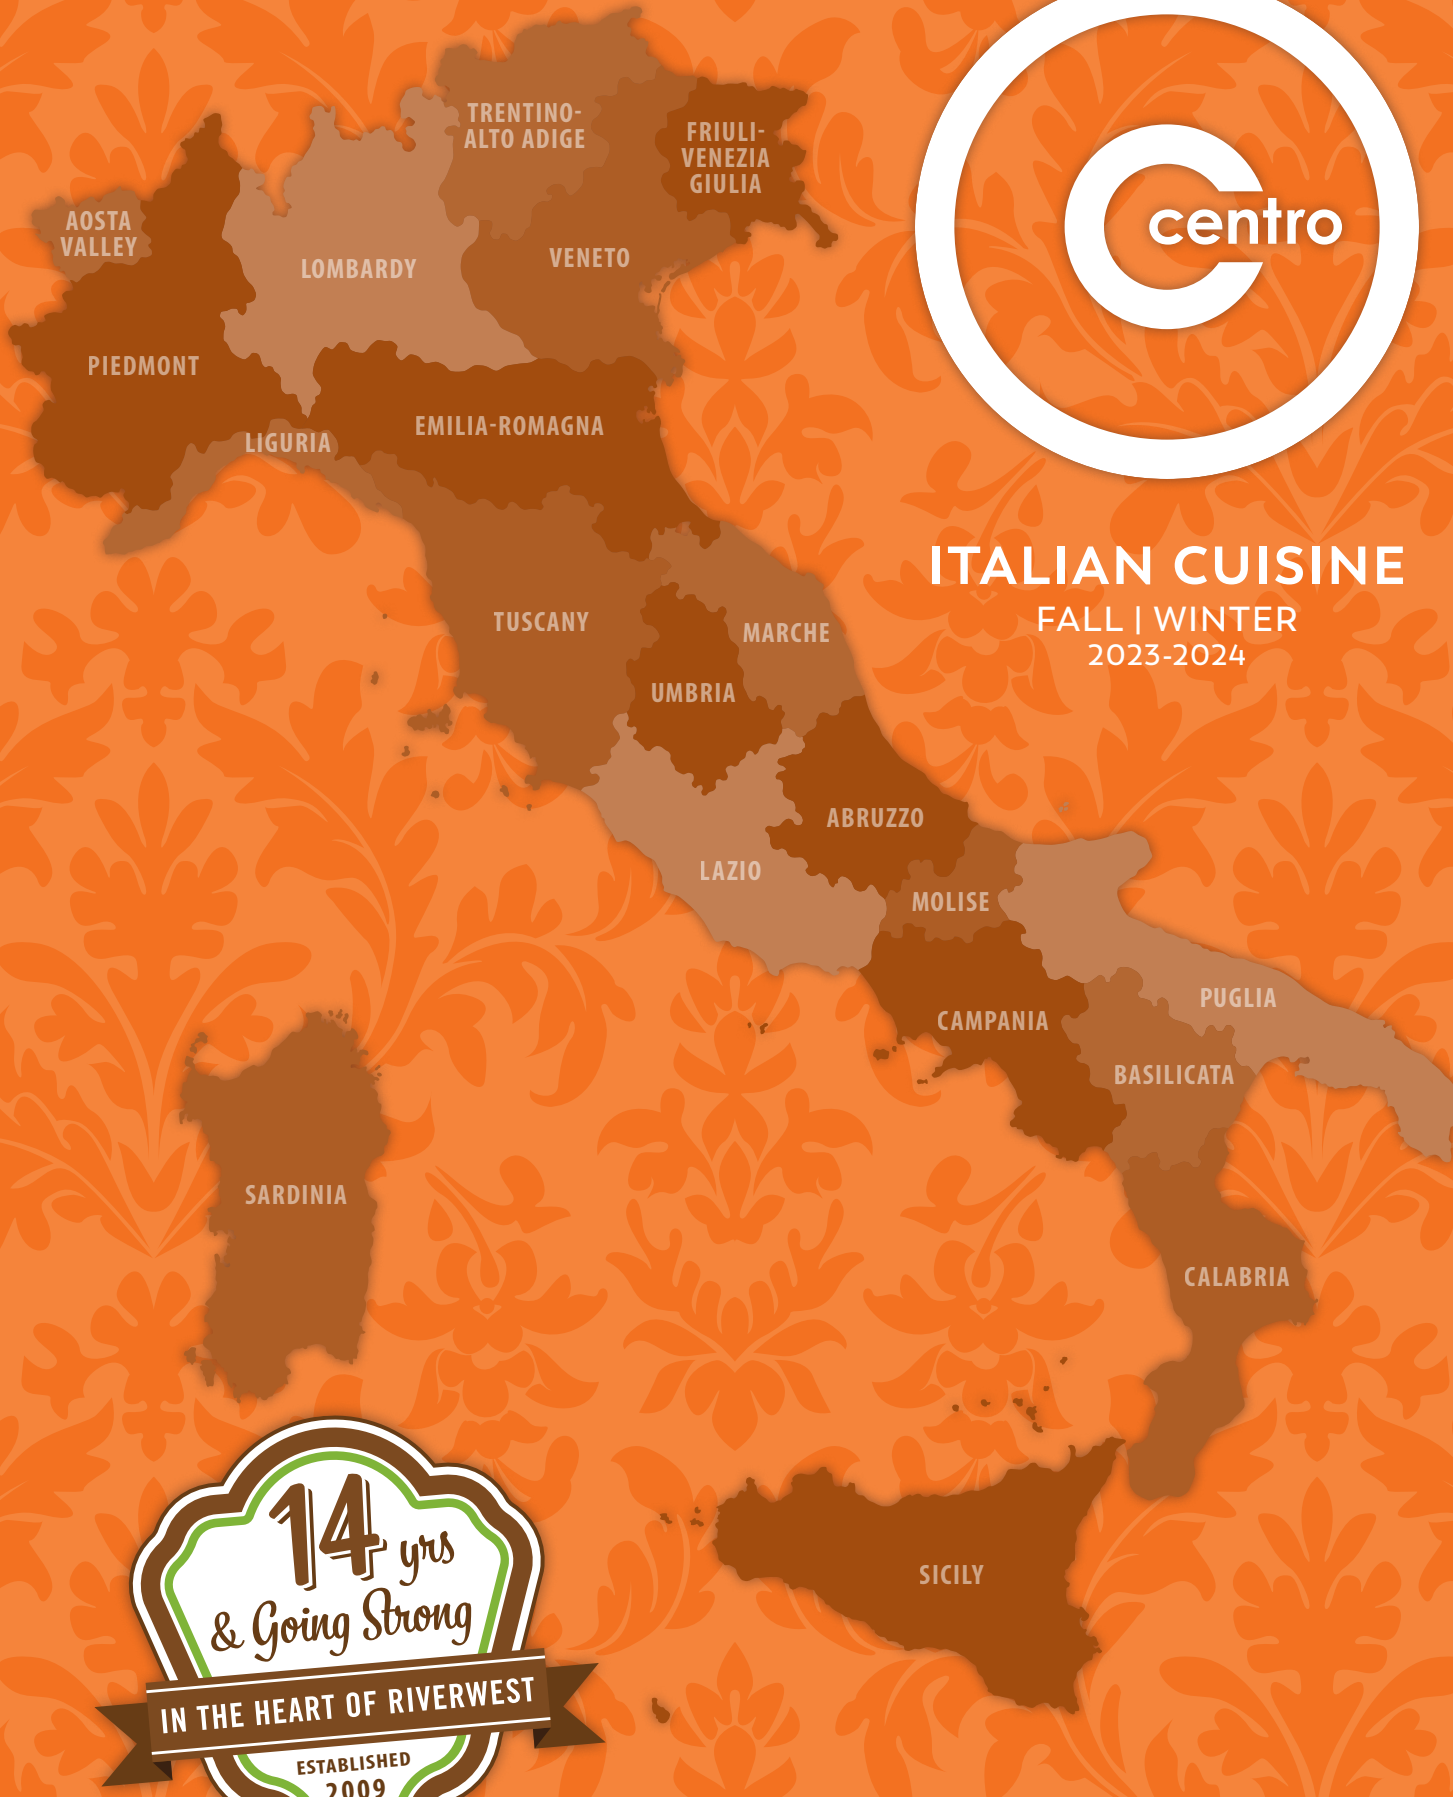 centro
ITALIAN CUISINE
FALL | WINTER
2023-2024
TRENTINO-
ALTO ADIGE
FRIULI-
VENEZIA
GIULIA
AOSTA
VALLEY
LOMBARDY
VENETO
PIEDMONT
EMILIA-ROMAGNA
LIGURIA
TUSCANY
MARCHE
UMBRIA
ABRUZZO
LAZIO
MOLISE
PUGLIA
CAMPANIA
BASILICATA
SARDINIA
CALABRIA
SICILY
14 yrs
& Going Strong
IN THE HEART OF RIVERWEST
ESTABLISHED
2009